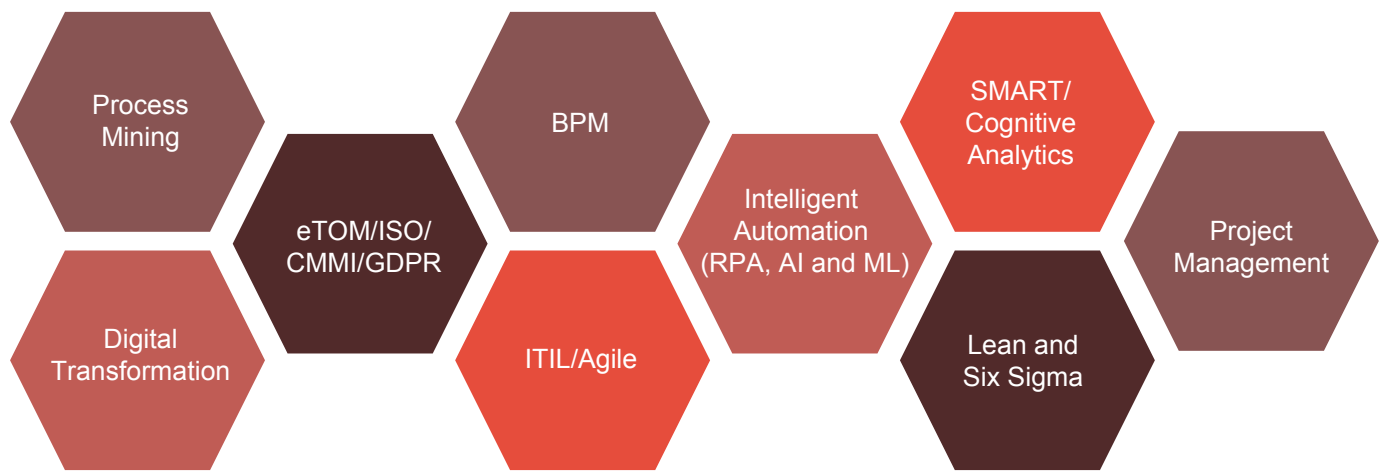 Process
Mining
Digital
Transformation
eTOM/ISO/
CMMI/GDPR
BPM
ITIL/Agile
Intelligent
Automation
(RPA, AI and ML)
SMART/
Cognitive
Analytics
Lean and
Six Sigma
Project
Management